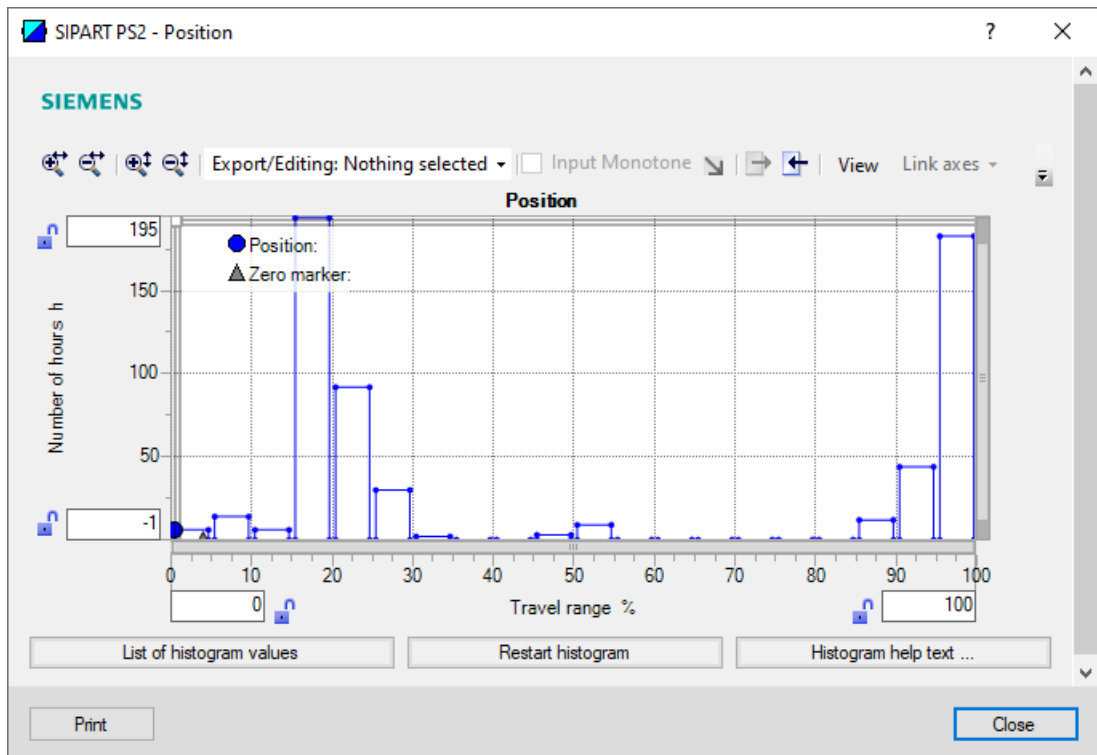 SIPART PS2 - Position
SIEMENS
Export/Editing: Nothing selected
Input Monotone
View
Link axes
Position
195
Position:
Zero marker:
150
100
50
-1
Number of hours h
0 10 20 30 40 50 60 70 80 90 100
0
Travel range %
100
List of histogram values
Restart histogram
Histogram help text ...
Print
Close